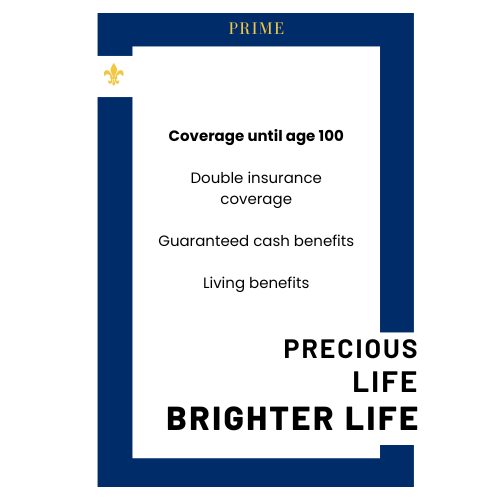 PRIME
Coverage until age 100
Double insurance
coverage
Guaranteed cash benefits
Living benefits
PRECIOUS
LIFE
BRIGHTER LIFE